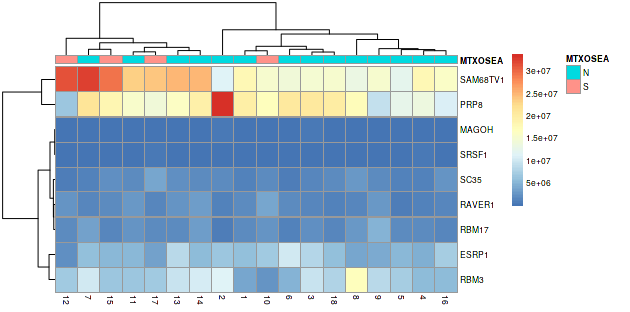 MTXOSEA
SAM68TV1
PRP8
MAGOH
SRSF1
SC35
RAVER1
RBM17
ESRP1
RBM3
12 7 15 11 17 13 14 2 1 10 6 3 18 8 9 5 4 16
3e+07
2.5e+07
2e+07
1.5e+07
1e+07
5e+06
MTXOSEA
N
S